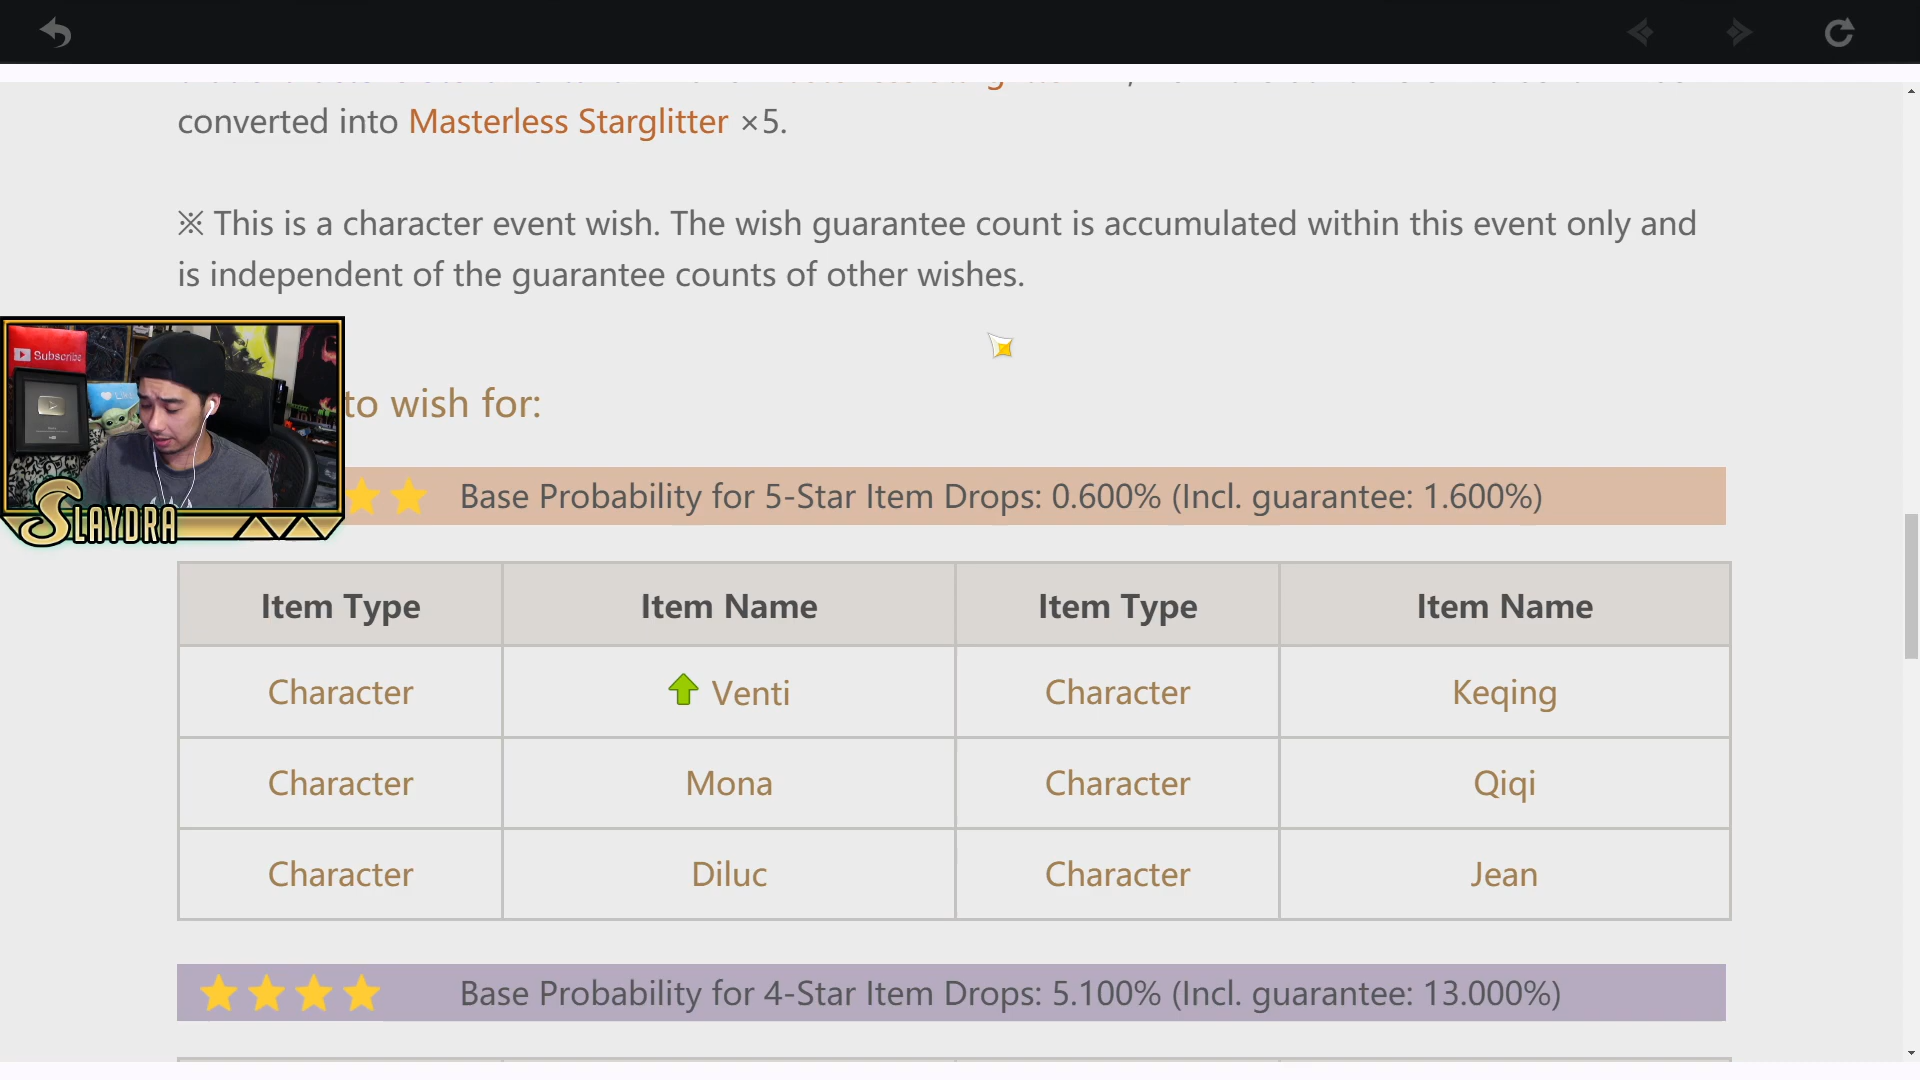 converted into Masterless Starglitter ×5.
※ This is a character event wish. The wish guarantee count is accumulated within this event only and
is independent of the guarantee counts of other wishes.
to wish for:
Subscribe
SLAYDRA
Base Probability for 5-Star Item Drops: 0.600% (Incl. guarantee: 1.600%)
Item Type Item Name Item Type Item Name
Character Venti Character Keqing
Character Mona Character Qiqi
Character Diluc Character Jean
Base Probability for 4-Star Item Drops: 5.100% (Incl. guarantee: 13.000%)